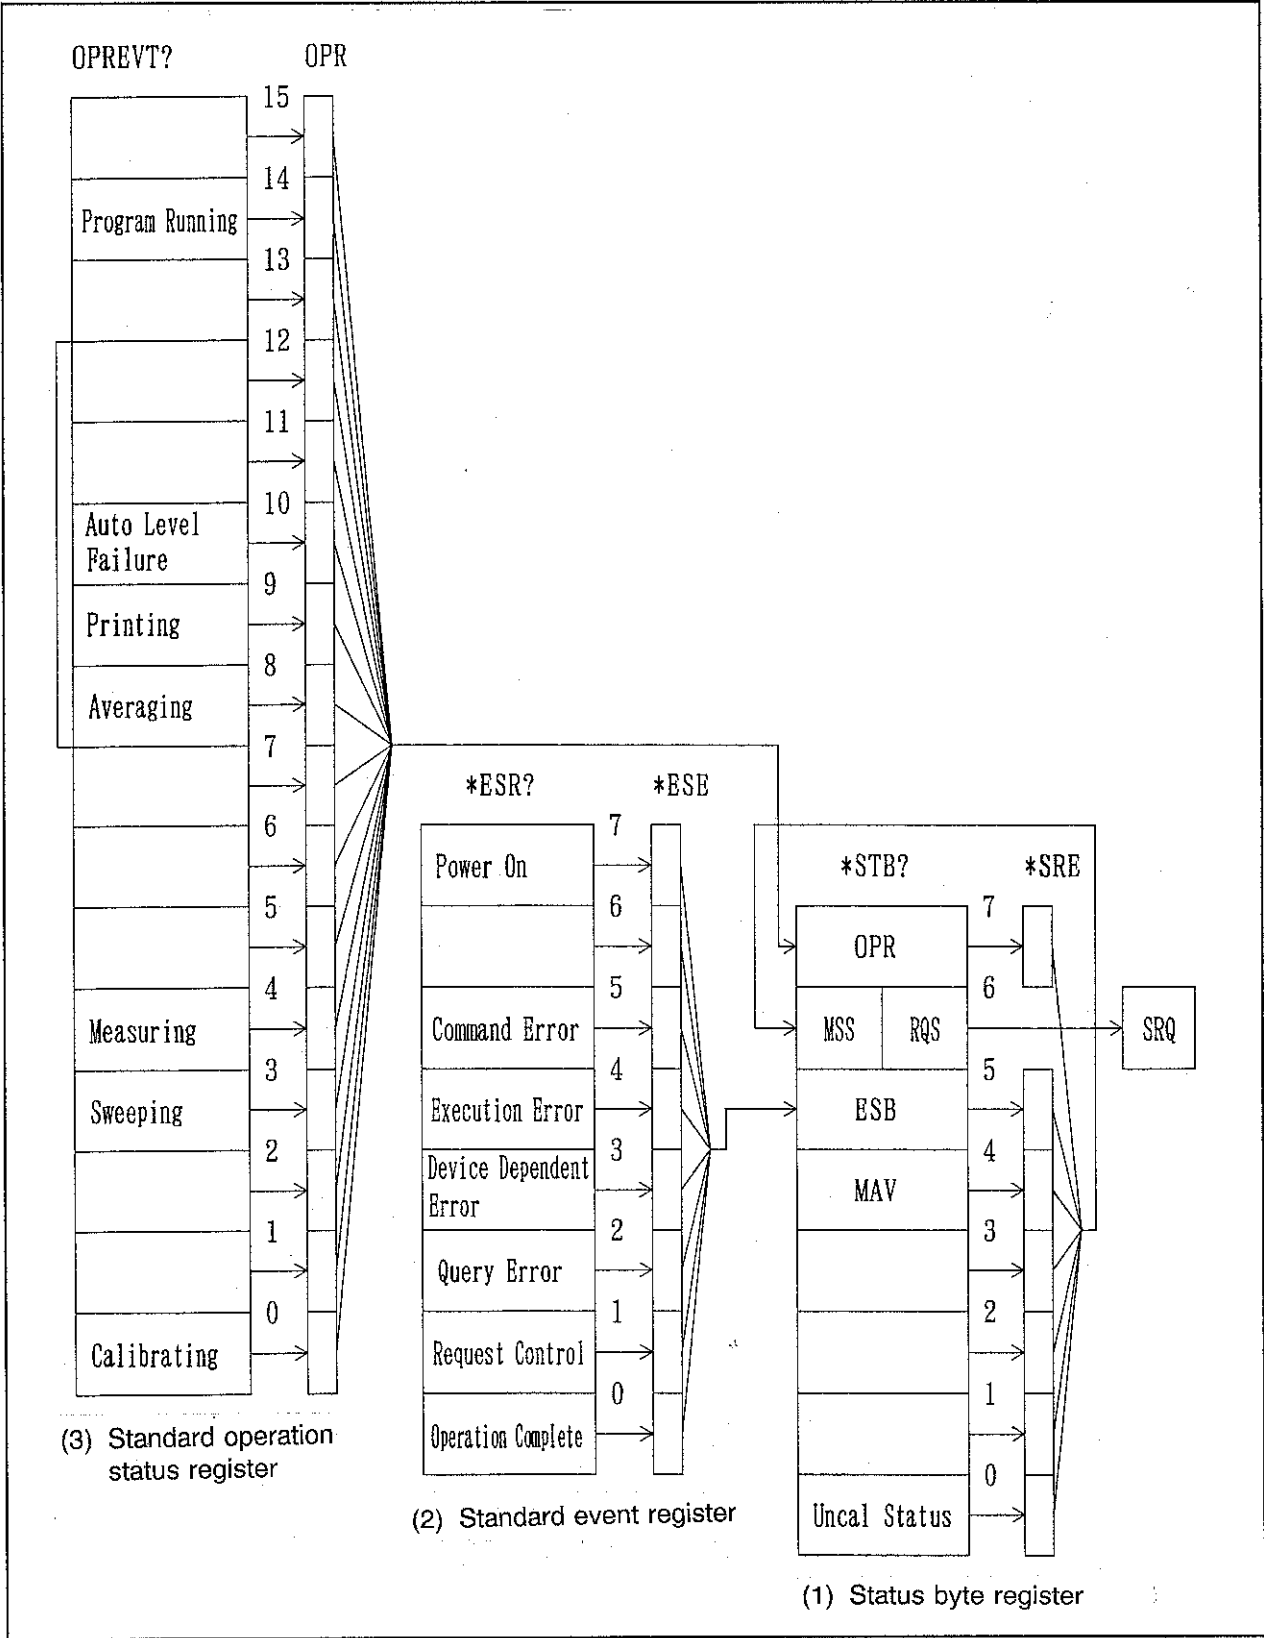 OPREVT?
OPR
15
14
Program Running
13
12
11
10
Auto Level
Failure
9
Printing
8
Averaging
7
6
5
4
Measuring
3
Sweeping
2
1
0
Calibrating
(3) Standard operation
status register
*ESR?
*ESE
7
Power On
6
5
Command Error
4
Execution Error
3
Device Dependent
Error
2
Query Error
1
Request Control
0
Operation Complete
(2) Standard event register
*STB?
*SRE
7
OPR
6
MSS
RQS
SRQ
5
ESB
4
MAV
3
2
1
0
Uncal Status
(1) Status byte register